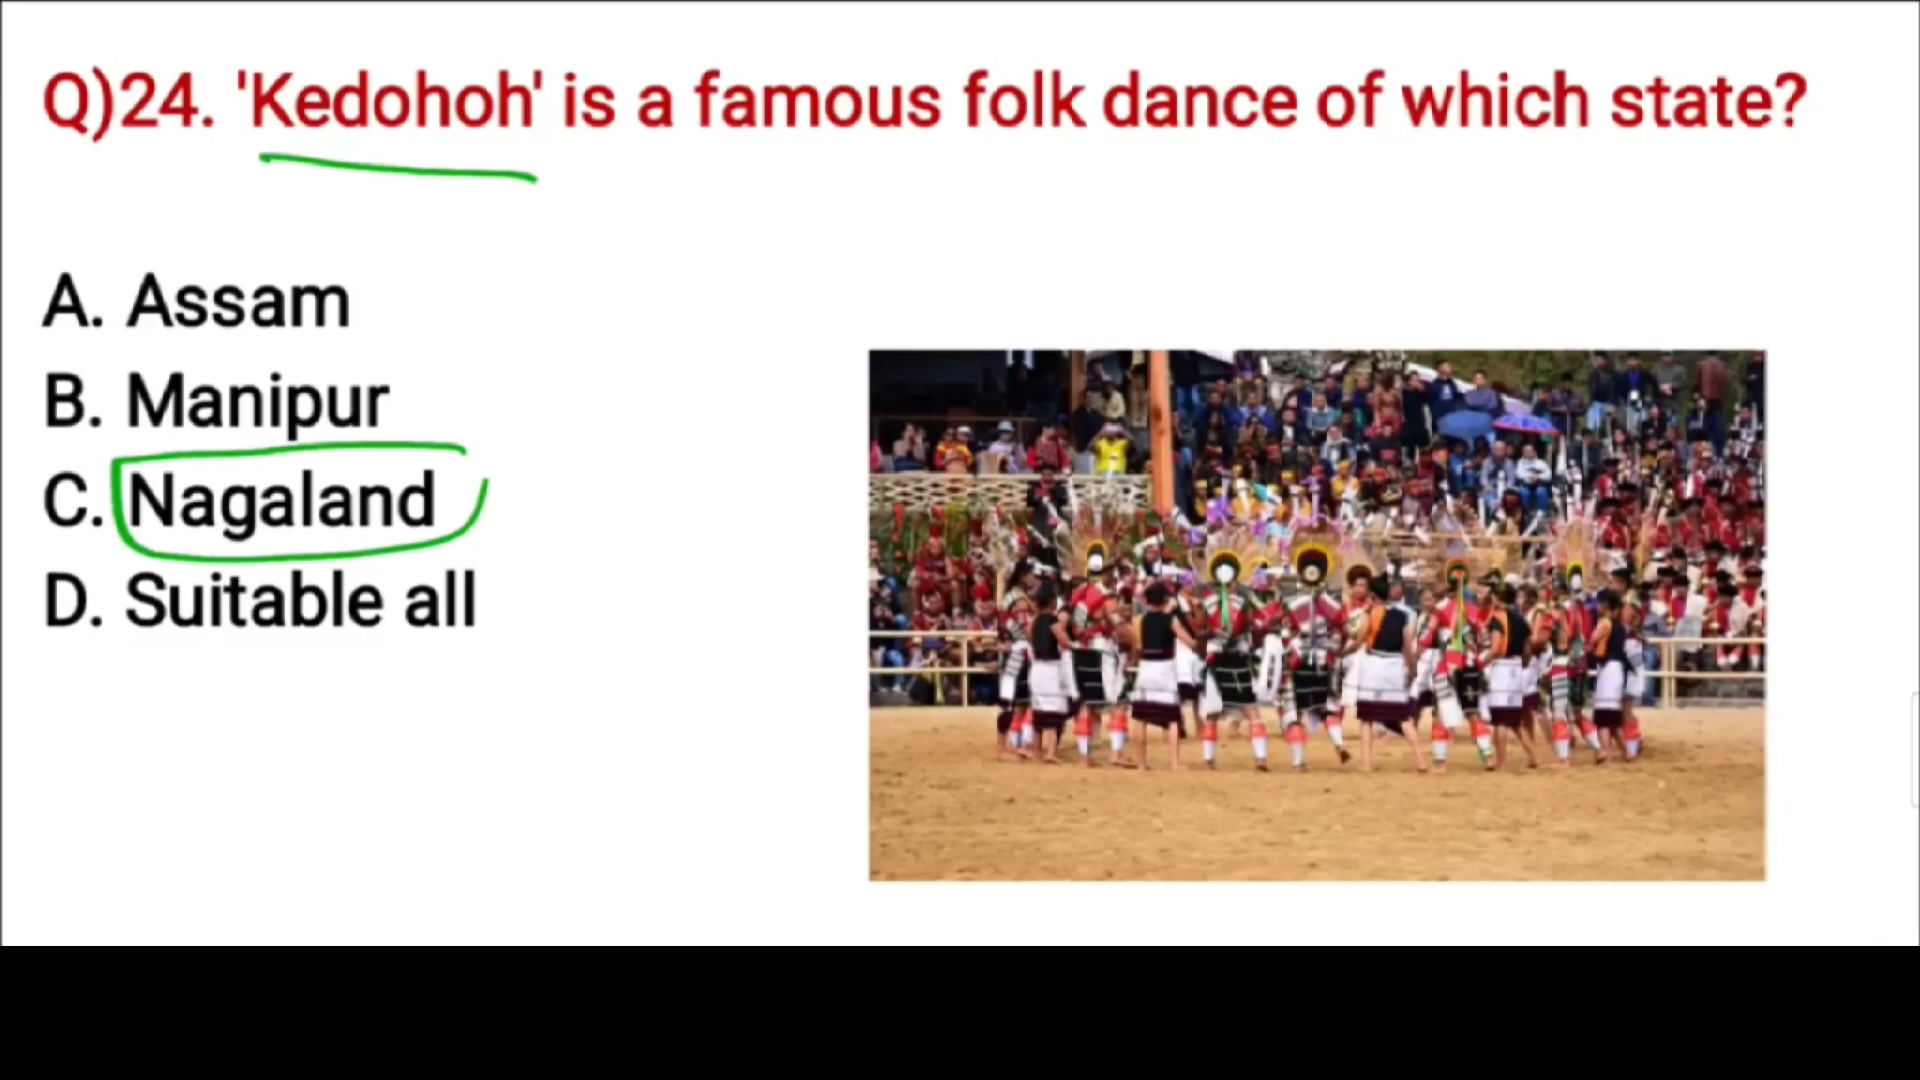 Q)24. 'Kedohoh' is a famous folk dance of which state?
A. Assam
B. Manipur
C. Nagaland
D. Suitable all